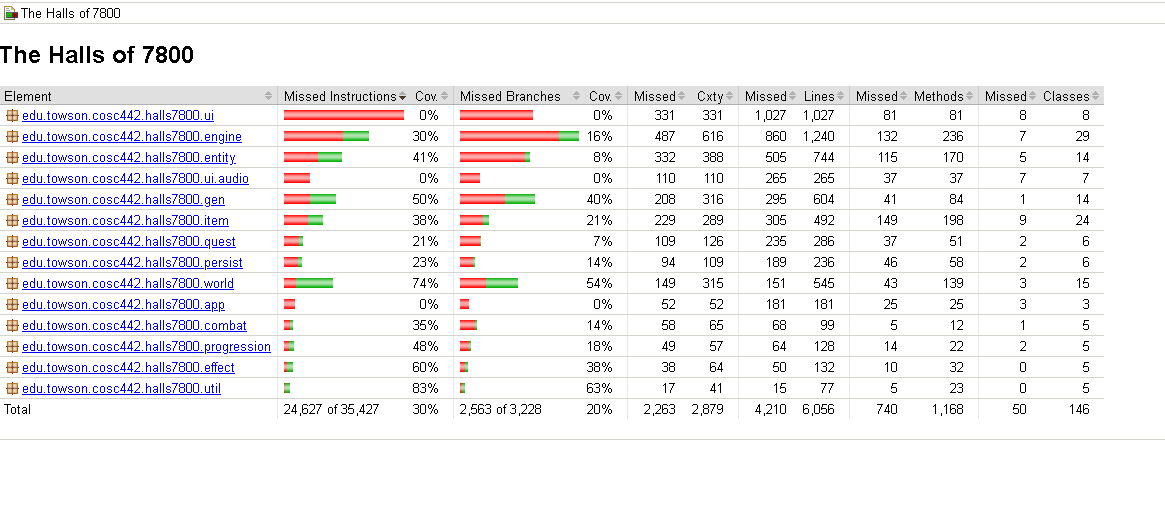 The Halls of 7800
The Halls of 7800
Element Missed Instructions Cov. Missed Branches Cov. Missed Cxty Missed Lines Missed Methods Missed Classes
edu.towson.cosc442.halls7800.ui 0% 0% 331 331 1,027 1,027 81 81 8 8
edu.towson.cosc442.halls7800.engine 30% 16% 487 616 860 1,240 132 236 7 29
edu.towson.cosc442.halls7800.entity 41% 8% 332 388 505 744 115 170 5 14
edu.towson.cosc442.halls7800.ui.audio 0% 0% 110 110 265 265 37 37 7 7
edu.towson.cosc442.halls7800.gen 50% 40% 208 316 295 604 41 84 1 14
edu.towson.cosc442.halls7800.item 38% 21% 229 289 305 492 149 198 9 24
edu.towson.cosc442.halls7800.quest 21% 7% 109 126 235 286 37 51 2 6
edu.towson.cosc442.halls7800.persist 23% 14% 94 109 189 236 46 58 2 6
edu.towson.cosc442.halls7800.world 74% 54% 149 315 151 545 43 139 3 15
edu.towson.cosc442.halls7800.app 0% 0% 52 52 181 181 25 25 3 3
edu.towson.cosc442.halls7800.combat 35% 14% 58 65 68 99 5 12 1 5
edu.towson.cosc442.halls7800.progression 48% 18% 49 57 64 128 14 22 2 5
edu.towson.cosc442.halls7800.effect 60% 38% 38 64 50 132 10 32 0 5
edu.towson.cosc442.halls7800.util 83% 63% 17 41 15 77 5 23 0 5
Total 24,627 of 35,427 30% 2,563 of 3,228 20% 2,263 2,879 4,210 6,056 740 1,168 50 146